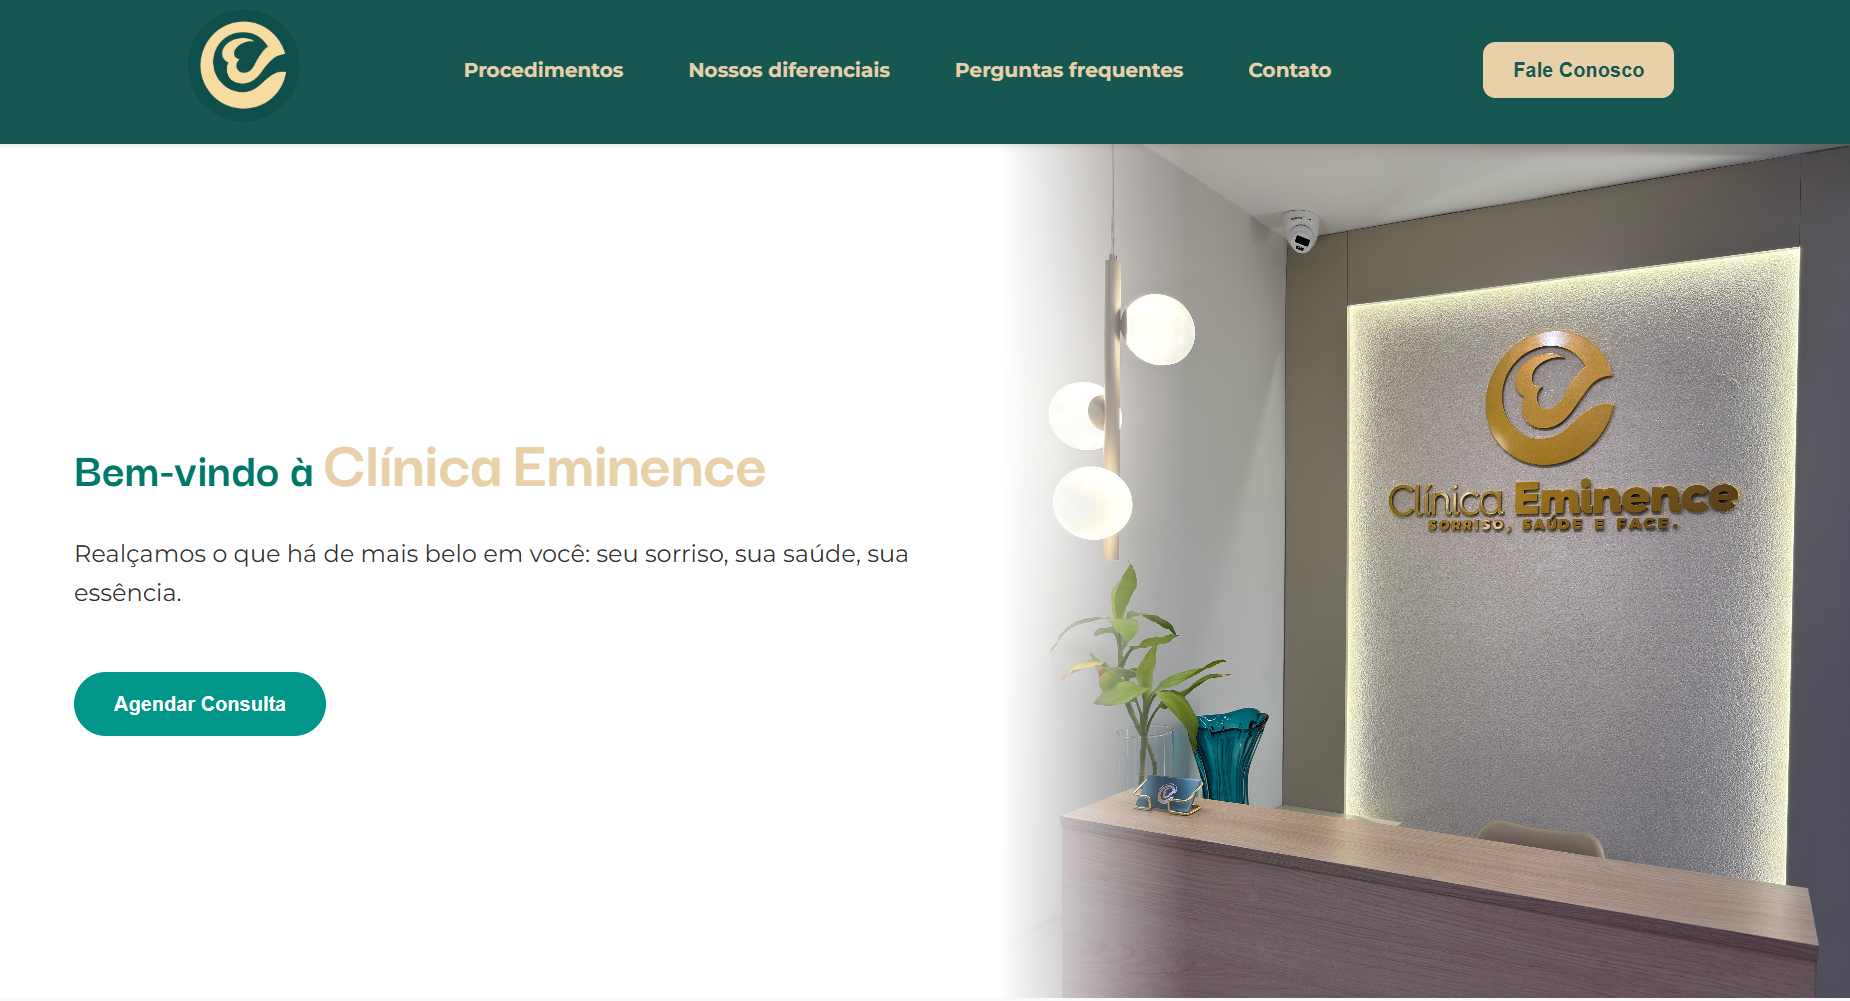 Procedimentos
Nossos diferenciais
Perguntas frequentes
Contato
Fale Conosco
Bem-vindo à Clínica Eminence
Realçamos o que há de mais belo em você: seu sorriso, sua saúde, sua
essência.
Agendar Consulta
Clínica Eminence
SORRISO, SAÚDE E FACE.